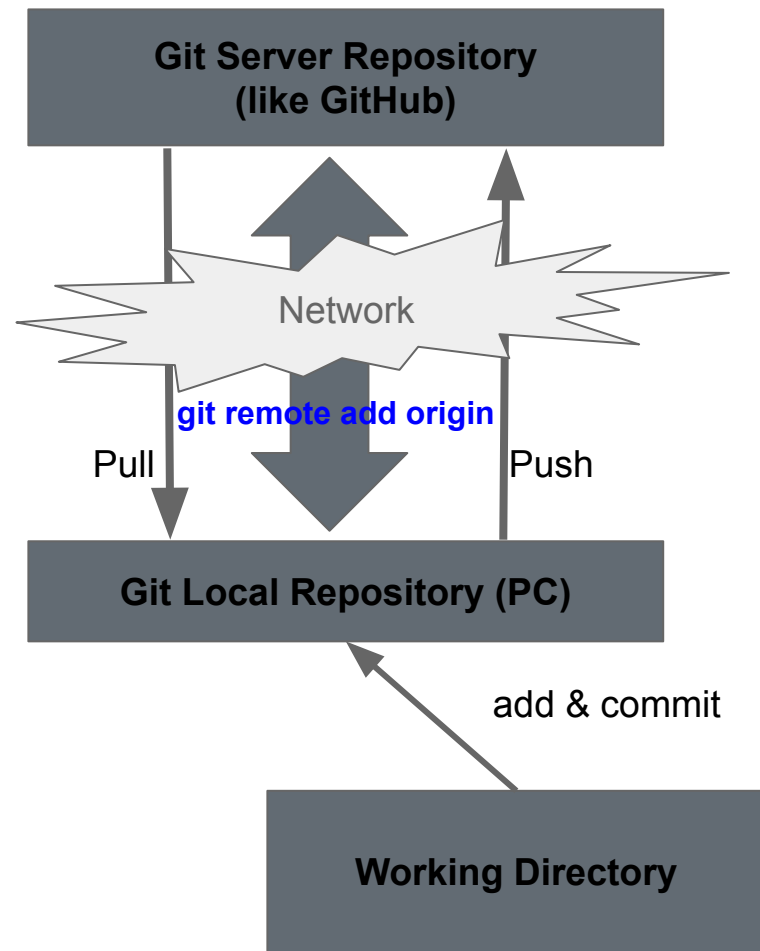 Git Server Repository
(like GitHub)
Network
git remote add origin
Pull
Push
Git Local Repository (PC)
add & commit
Working Directory